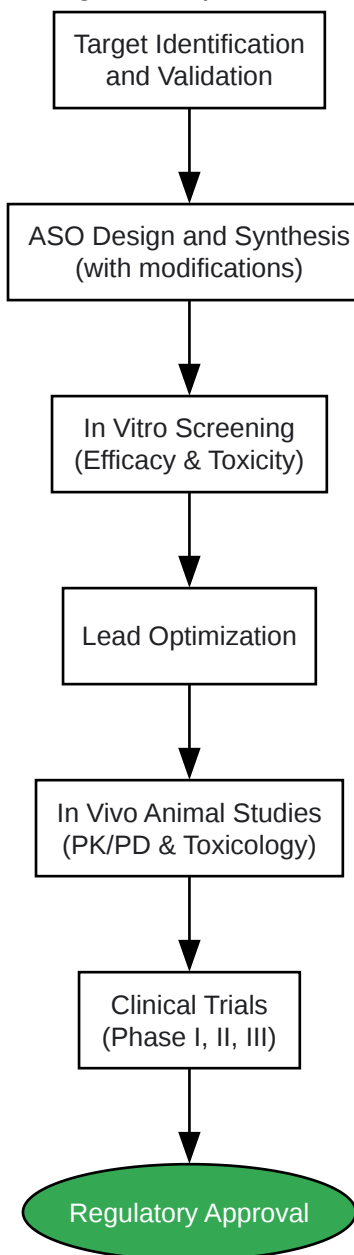 Target Identification
and Validation
ASO Design and Synthesis
(with modifications)
In Vitro Screening
(Efficacy & Toxicity)
Lead Optimization
In Vivo Animal Studies
(PK/PD & Toxicology)
Clinical Trials
(Phase I, II, III)
Regulatory Approval